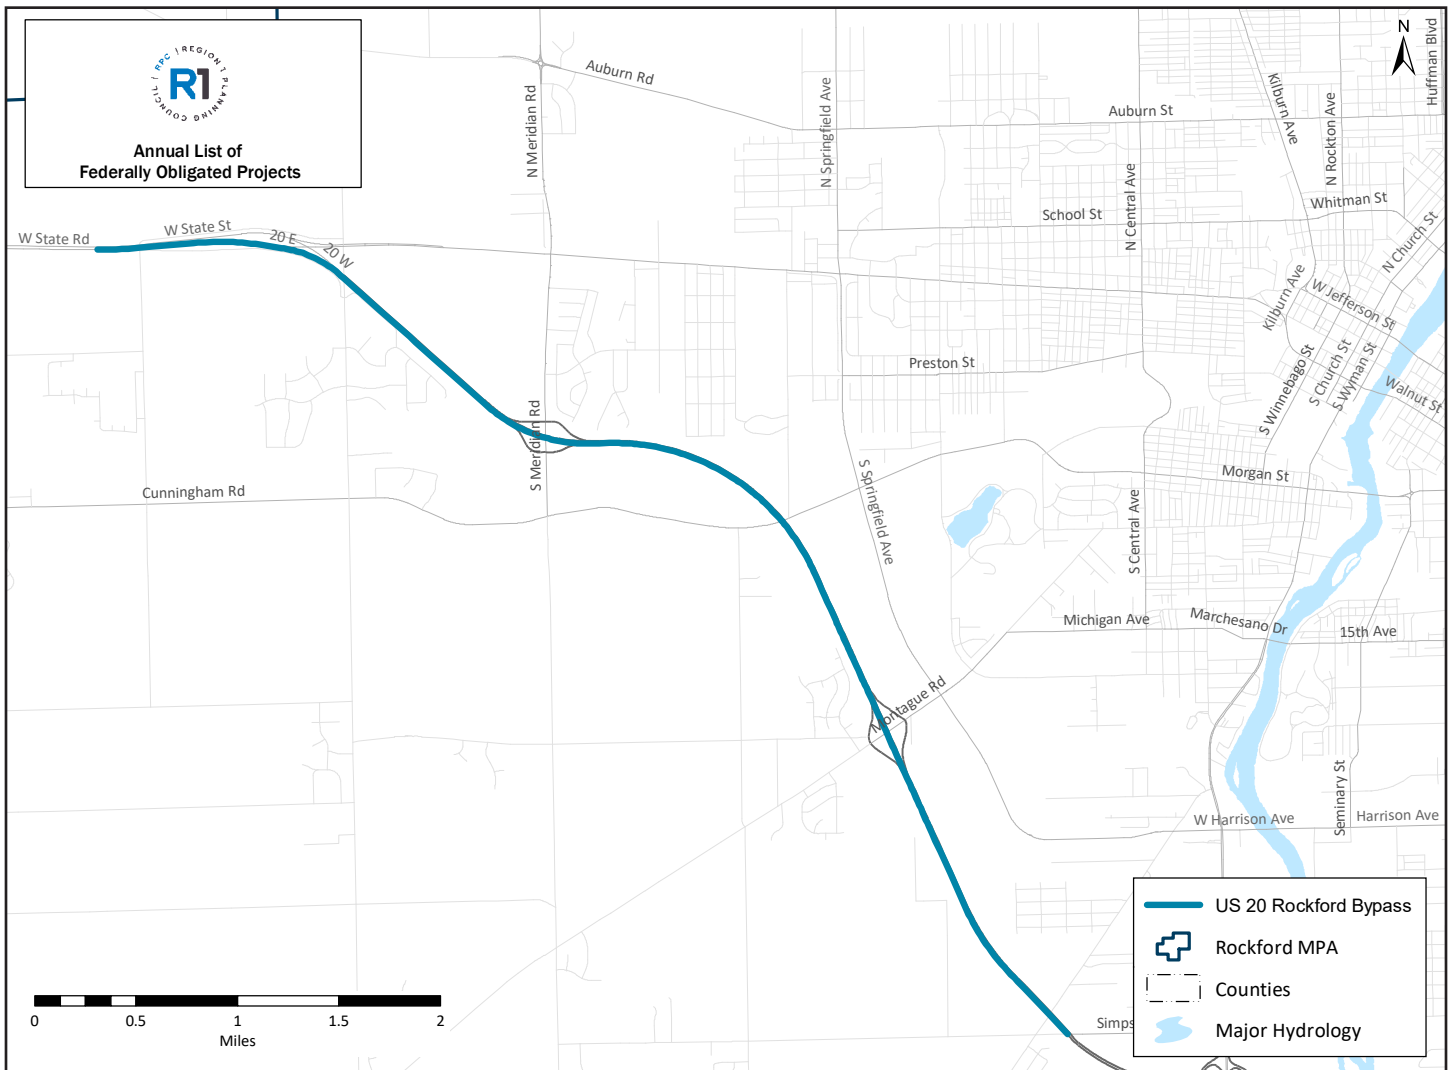 RPC | REGION 1 PLANNING COUNCIL |
R1
Annual List of
Federally Obligated Projects
N
Huffman Blvd
Auburn Rd
Auburn St
Kilburn Ave
N Rockton Ave
N Meridian Rd
N Springfield Ave
N Central Ave
Whitman St
School St
N Church St
W State Rd
W State St
20 E
20 W
Kilburn Ave
W Jefferson St
Preston St
S Winnebago St
S Church St
S Wyman St
Walnut St
S Meridian Rd
Cunningham Rd
S Springfield Ave
Morgan St
S Central Ave
Michigan Ave
Marchesano Dr
15th Ave
Montague Rd
Seminary St
W Harrison Ave
Harrison Ave
Simps
US 20 Rockford Bypass
Rockford MPA
Counties
Major Hydrology
0 0.5 1 1.5 2
Miles